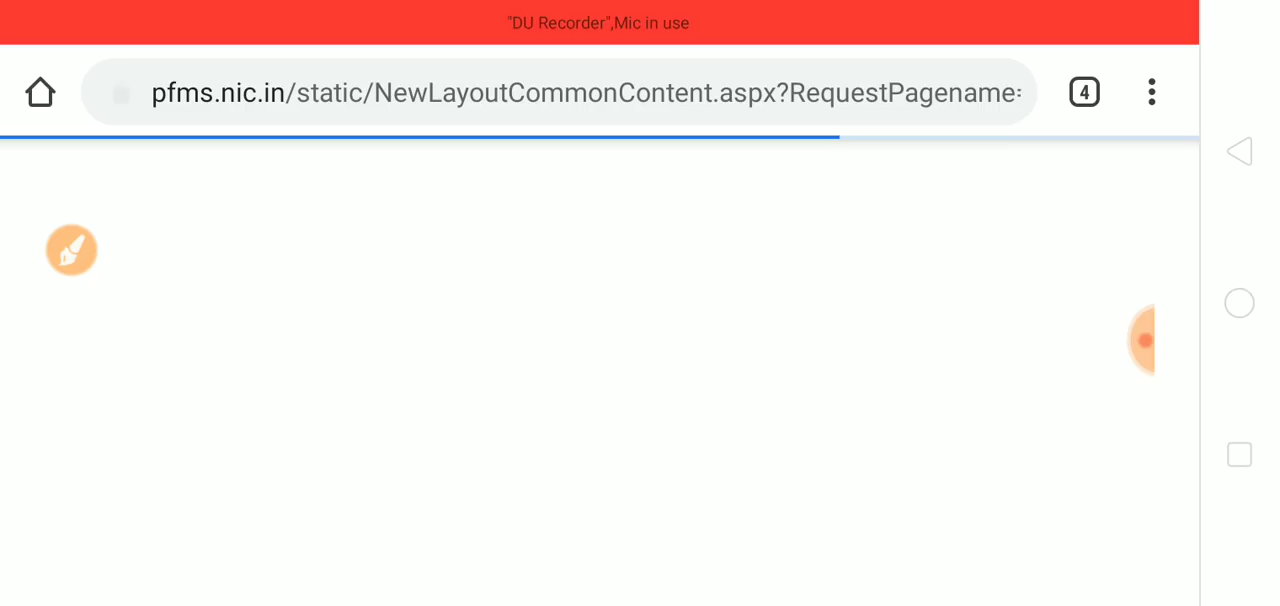 "DU Recorder",Mic in use
pfms.nic.in/static/NewLayoutCommonContent.aspx?RequestPagename=
4